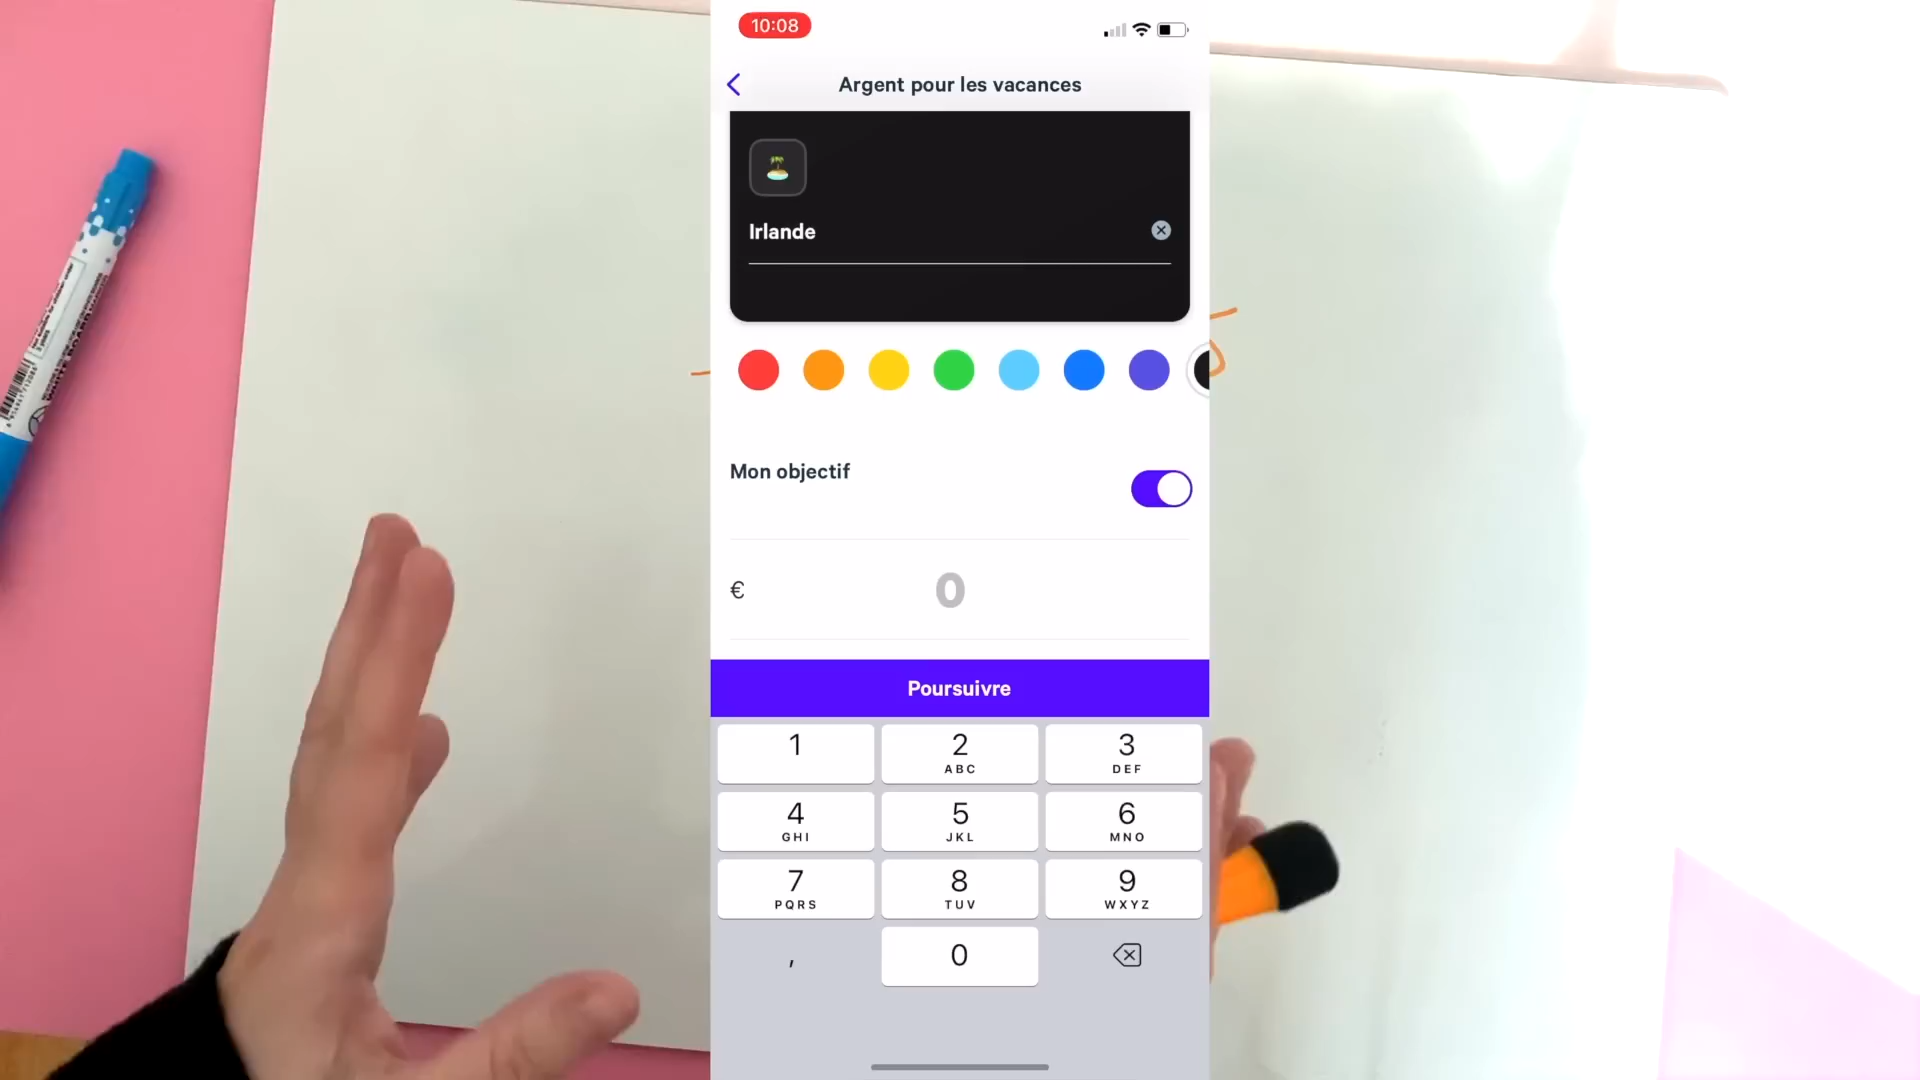 10:08
Argent pour les vacances
Irlande
Mon objectif
€ 0
Poursuivre
1
2
ABC
3
DEF
4
GHI
5
JKL
6
MNO
7
PQRS
8
TUV
9
WXYZ
,
0